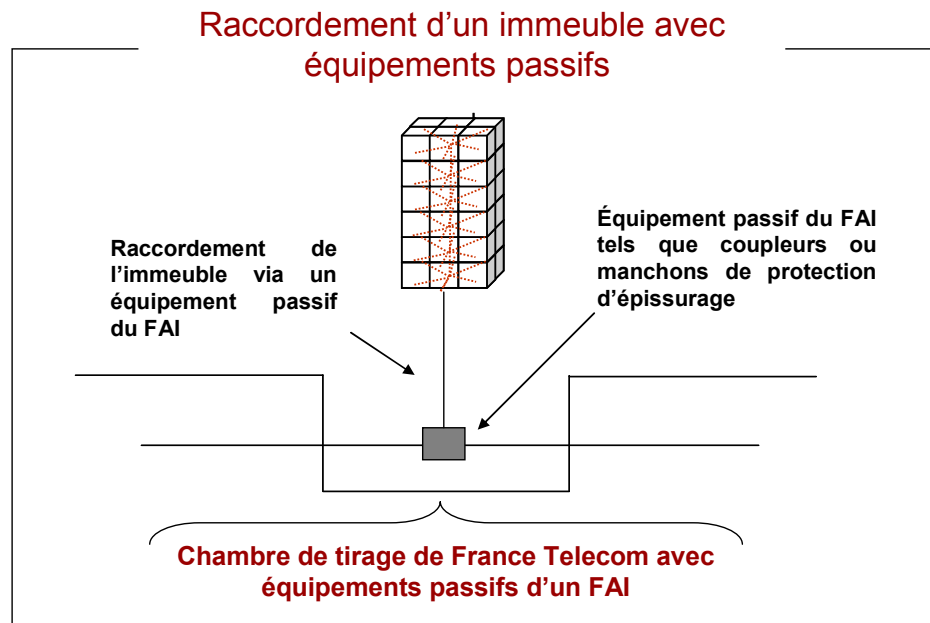 Raccordement d'un immeuble avec
équipements passifs
Raccordement de
l'immeuble via un
équipement passif
du FAI
Équipement passif du FAI
tels que coupleurs ou
manchons de protection
d'épissurage
Chambre de tirage de France Telecom avec
équipements passifs d'un FAI